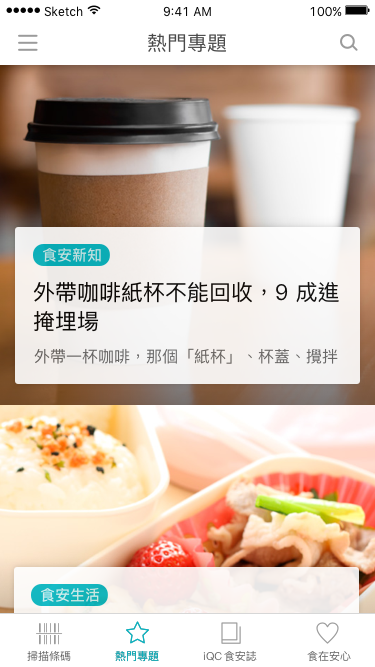 Sketch
9:41 AM
100%
熱門專題
食安新知
外帶咖啡紙杯不能回收，9 成進
掩埋場
外帶一杯咖啡，那個「紙杯」、杯蓋、攪拌
食安生活
掃描條碼
熱門專題
iQC 食安誌
食在安心